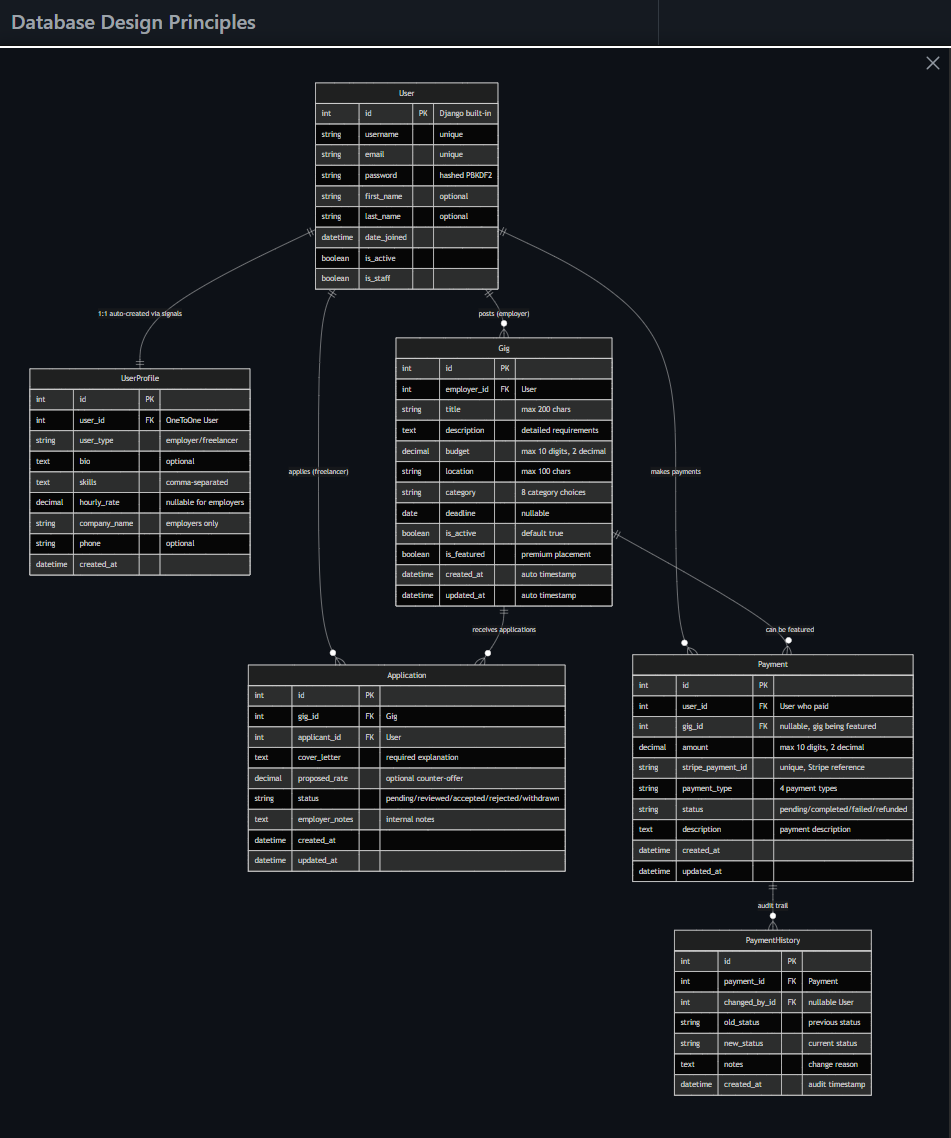 Database Design Principles
User
int id PK Django built-in
string username unique
string email unique
string password hashed PBKDF2
string first_name optional
string last_name optional
datetime date_joined
boolean is_active
boolean is_staff
1:1 auto-created via signals
posts (employer)
Gig
int id PK
int employer_id FK User
string title max 200 chars
text description detailed requirements
decimal budget max 10 digits, 2 decimal
string location max 100 chars
string category 8 category choices
date deadline nullable
boolean is_active default true
boolean is_featured premium placement
datetime created_at auto timestamp
datetime updated_at auto timestamp
UserProfile
int id PK
int user_id FK OneToOne User
string user_type employer/freelancer
text bio optional
text skills comma-separated
decimal hourly_rate nullable for employers
string company_name employers only
string phone optional
datetime created_at
applies (freelancer)
makes payments
receives applications
can be featured
Application
int id PK
int gig_id FK Gig
int applicant_id FK User
text cover_letter required explanation
decimal proposed_rate optional counter-offer
string status pending/reviewed/accepted/rejected/withdrawn
text employer_notes internal notes
datetime created_at
datetime updated_at
Payment
int id PK
int user_id FK User who paid
int gig_id FK nullable, gig being featured
decimal amount max 10 digits, 2 decimal
string stripe_payment_id unique, Stripe reference
string payment_type 4 payment types
string status pending/completed/failed/refunded
text description payment description
datetime created_at
datetime updated_at
audit trail
PaymentHistory
int id PK
int payment_id FK Payment
int changed_by_id FK nullable User
string old_status previous status
string new_status current status
text notes change reason
datetime created_at audit timestamp